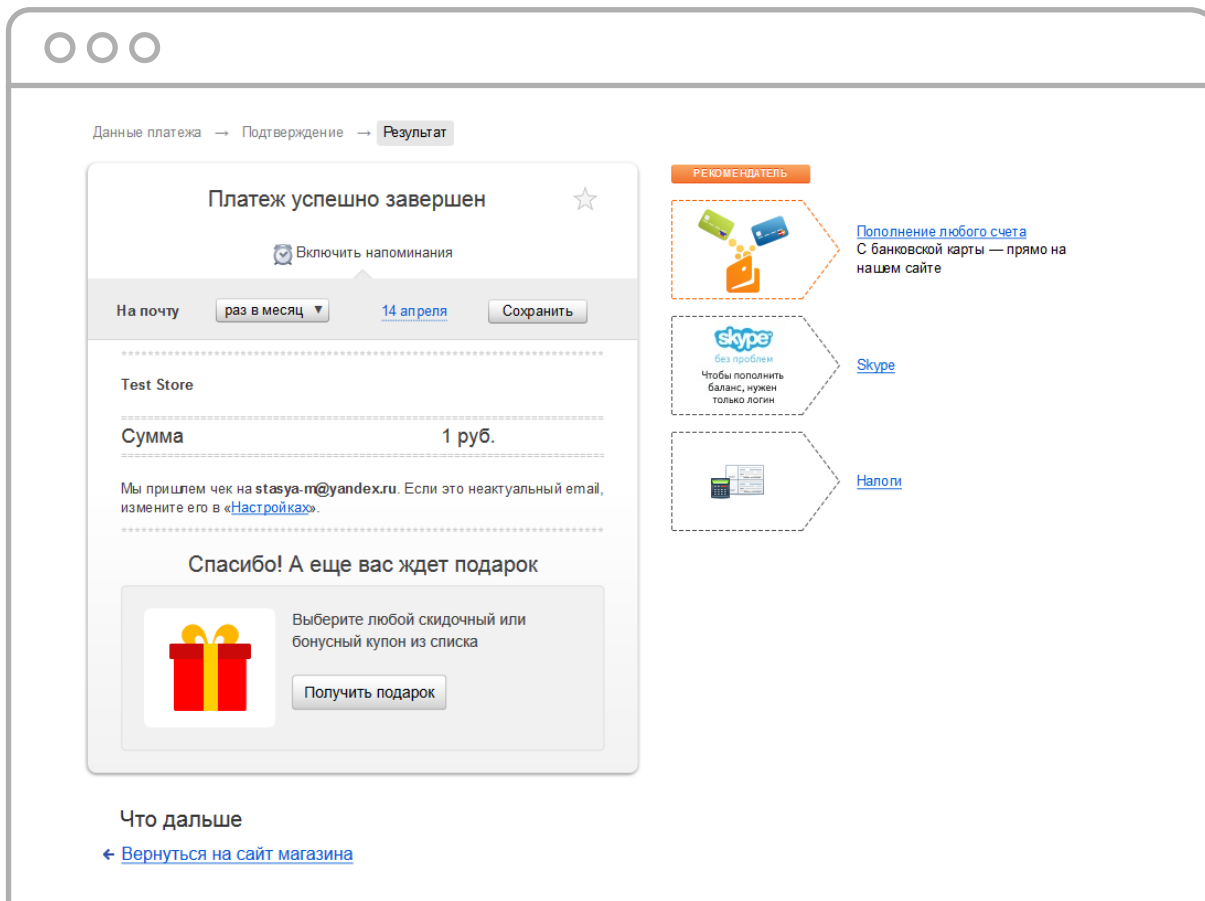 Данные платежа → Подтверждение → Результат
Платеж успешно завершен
Включить напоминания
На почту раз в месяц ▼ 14 апреля Сохранить
Test Store
Сумма 1 руб.
Мы пришлем чек на stasya-m@yandex.ru. Если это неактуальный email,
измените его в «Настройках».
Спасибо! А еще вас ждет подарок
Выберите любой скидочный или
бонусный купон из списка
Получить подарок
Что дальше
← Вернуться на сайт магазина
РЕКОМЕНДАТЕЛЬ
Пополнение любого счета
С банковской карты — прямо на
нашем сайте
skype
без проблем
Чтобы пополнить
баланс, нужен
только логин
Skype
Налоги